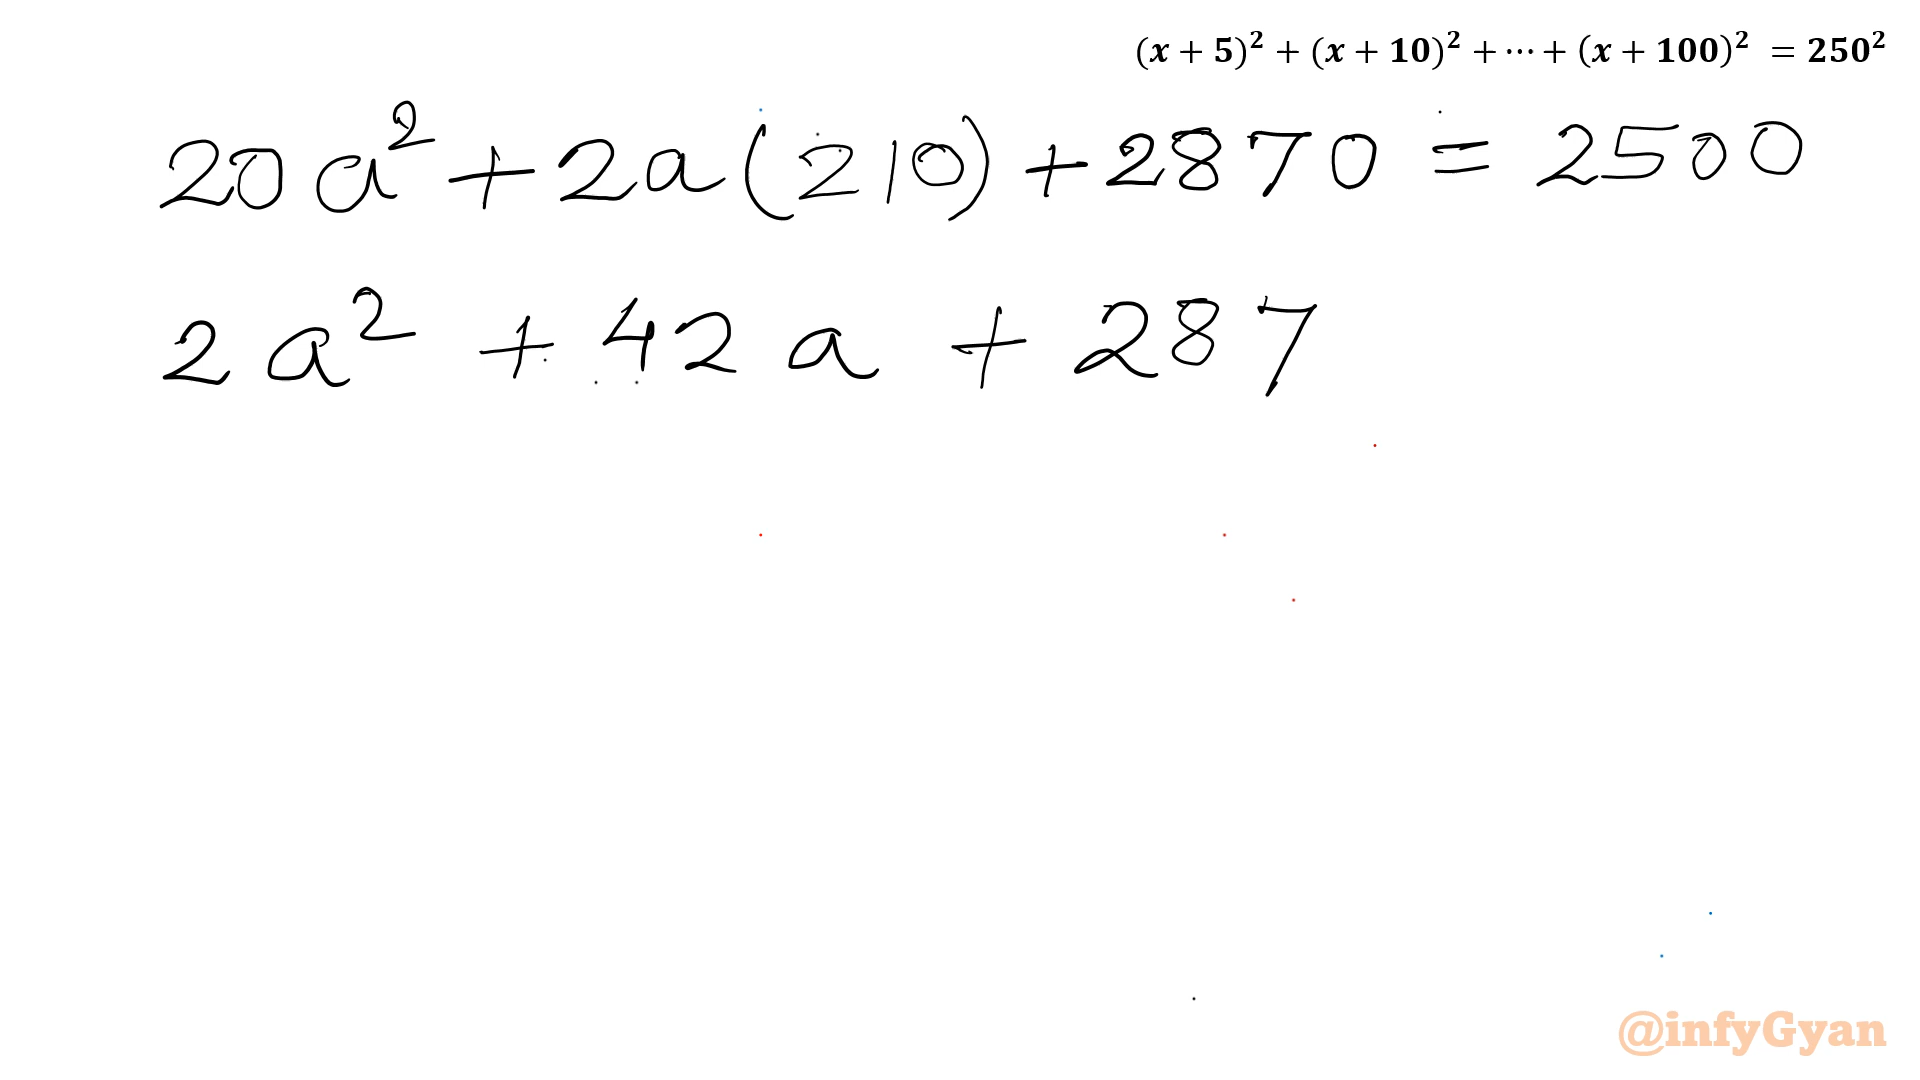 (x + 5)² + (x + 10)² + ⋯ + (x + 100)² = 250²
20a² + 2a(210) + 2870 = 2500
2a² + 42a + 287
@infyGyan